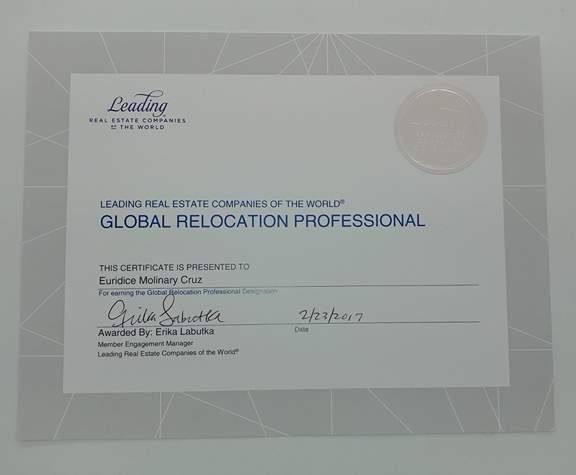 Leading
REAL ESTATE COMPANIES
OF THE WORLD
LEADING REAL ESTATE COMPANIES OF THE WORLD®
GLOBAL RELOCATION PROFESSIONAL
THIS CERTIFICATE IS PRESENTED TO
Euridice Molinary Cruz
For earning the Global Relocation Professional Designation
Erika Labutka 2/23/2017
Awarded By: Erika Labutka Date
Member Engagement Manager
Leading Real Estate Companies of the World®